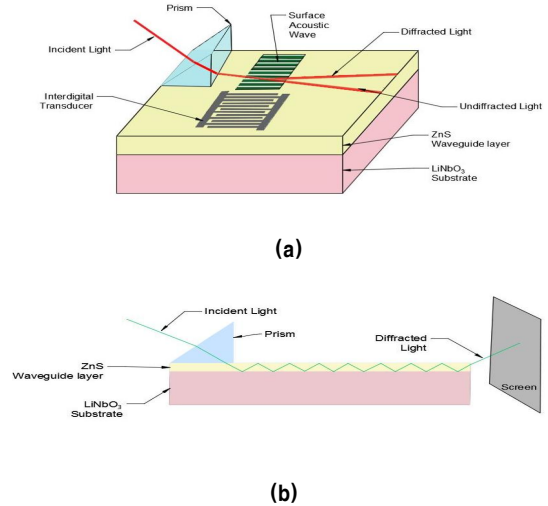 Prism
Surface
Acoustic
Wave
Incident Light
Diffracted Light
Interdigital
Transducer
Undiffracted Light
ZnS
Waveguide layer
LiNbO₃
Substrate
(a)
Incident Light
Prism
Diffracted
Light
ZnS
Waveguide layer
LiNbO₃
Substrate
Screen
(b)